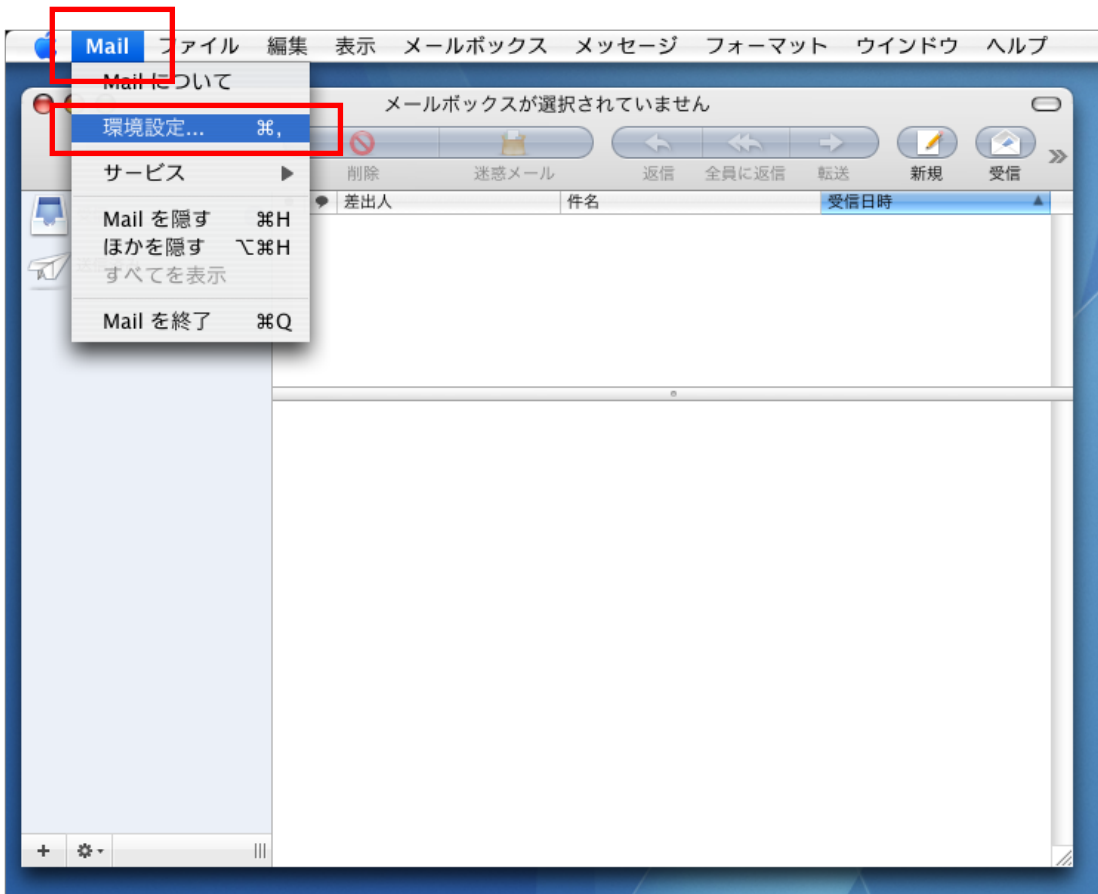 Mail ファイル 編集 表示 メールボックス メッセージ フォーマット ウインドウ ヘルプ
Mail について
環境設定... ⌘,
サービス ▶
Mail を隠す ⌘H
ほかを隠す ⌥⌘H
すべてを表示
Mail を終了 ⌘Q
メールボックスが選択されていません
削除 迷惑メール 返信 全員に返信 転送 新規 受信
差出人 件名 受信日時